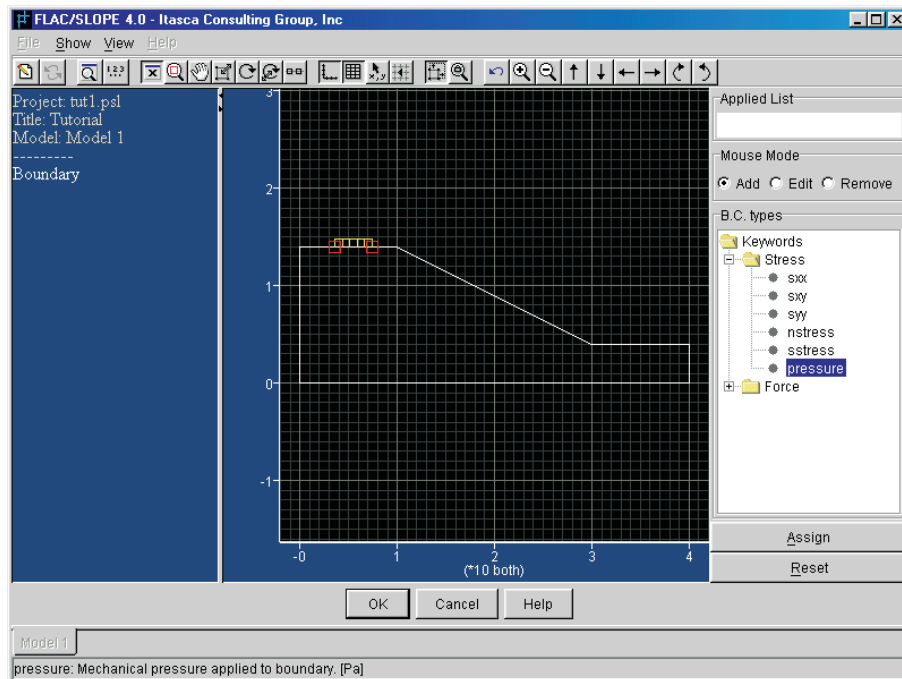 FLAC/SLOPE 4.0 - Itasca Consulting Group, Inc
File Show View Help
123
Project: tut1.psl
Title: Tutorial
Model: Model 1
---------
Boundary
3
2
1
0
-1
-0 1 2 3 4
(*10 both)
Applied List
Mouse Mode
Add Edit Remove
B.C. types
Keywords
Stress
sxx
sxy
syy
nstress
sstress
pressure
Force
Assign
Reset
OK Cancel Help
Model 1
pressure: Mechanical pressure applied to boundary. [Pa]